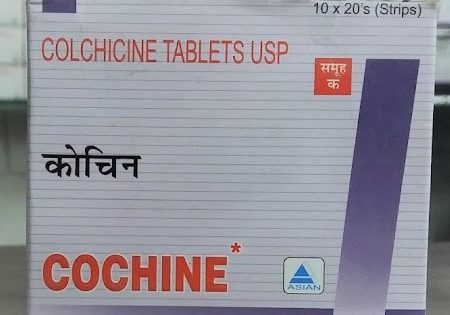 10 x 20's (Strips)
COLCHICINE TABLETS USP
समूह
क
कोचिन
COCHINE*
ASIAN